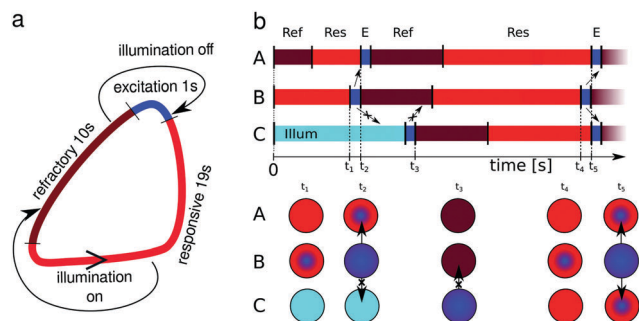 a
illumination off
excitation 1s
refractory 10s
responsive 19s
illumination
on
b
Ref Res E Ref Res E
A
B
C Illum
0 t₁ t₂ t₃ time [s] t₄ t₅
t₁ t₂ t₃ t₄ t₅
A
B
C